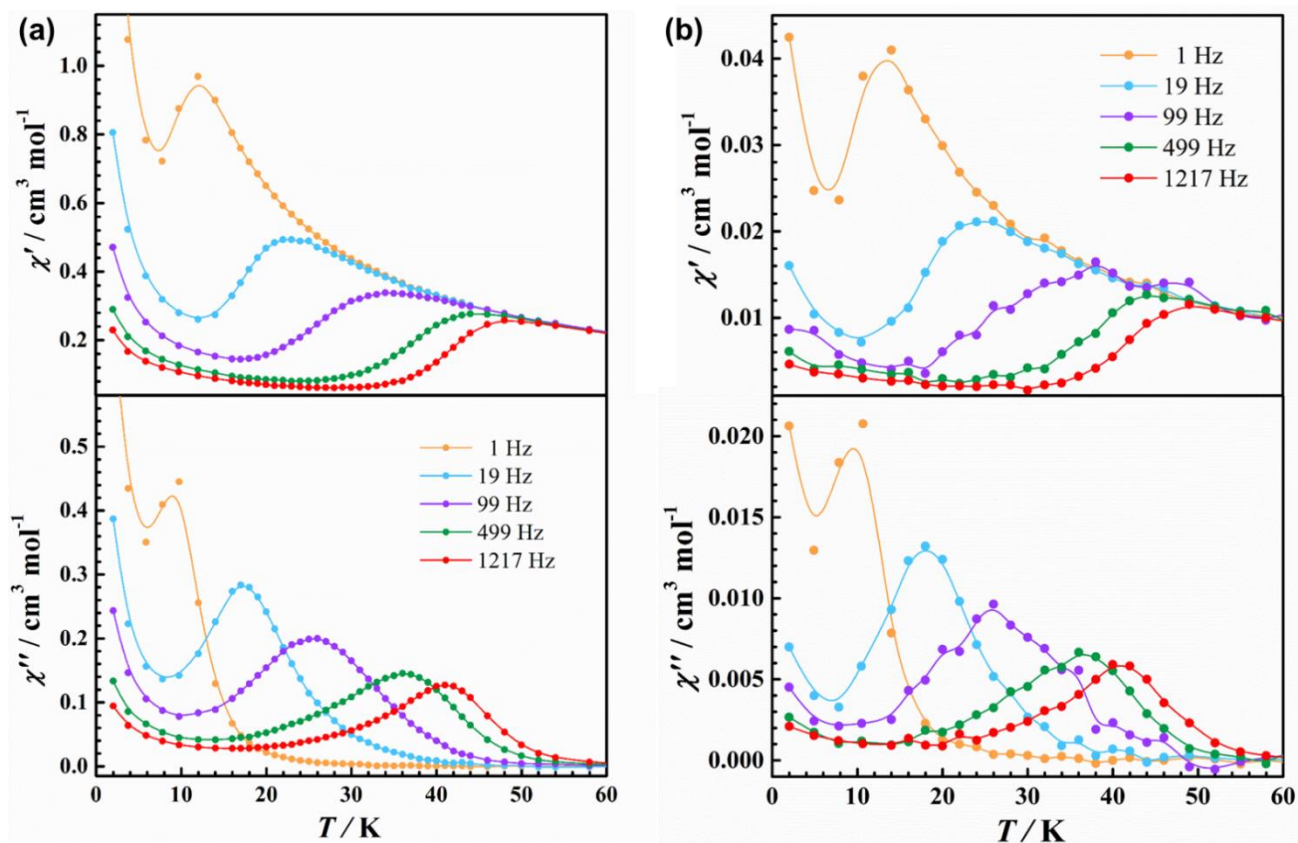 (a)
χ′ / cm³ mol⁻¹
1.0
0.8
0.6
0.4
0.2
χ″ / cm³ mol⁻¹
0.5
0.4
0.3
0.2
0.1
0.0
1 Hz
19 Hz
99 Hz
499 Hz
1217 Hz
0 10 20 30 40 50 60
T / K
(b)
χ′ / cm³ mol⁻¹
0.04
0.03
0.02
0.01
1 Hz
19 Hz
99 Hz
499 Hz
1217 Hz
χ″ / cm³ mol⁻¹
0.020
0.015
0.010
0.005
0.000
0 10 20 30 40 50 60
T / K